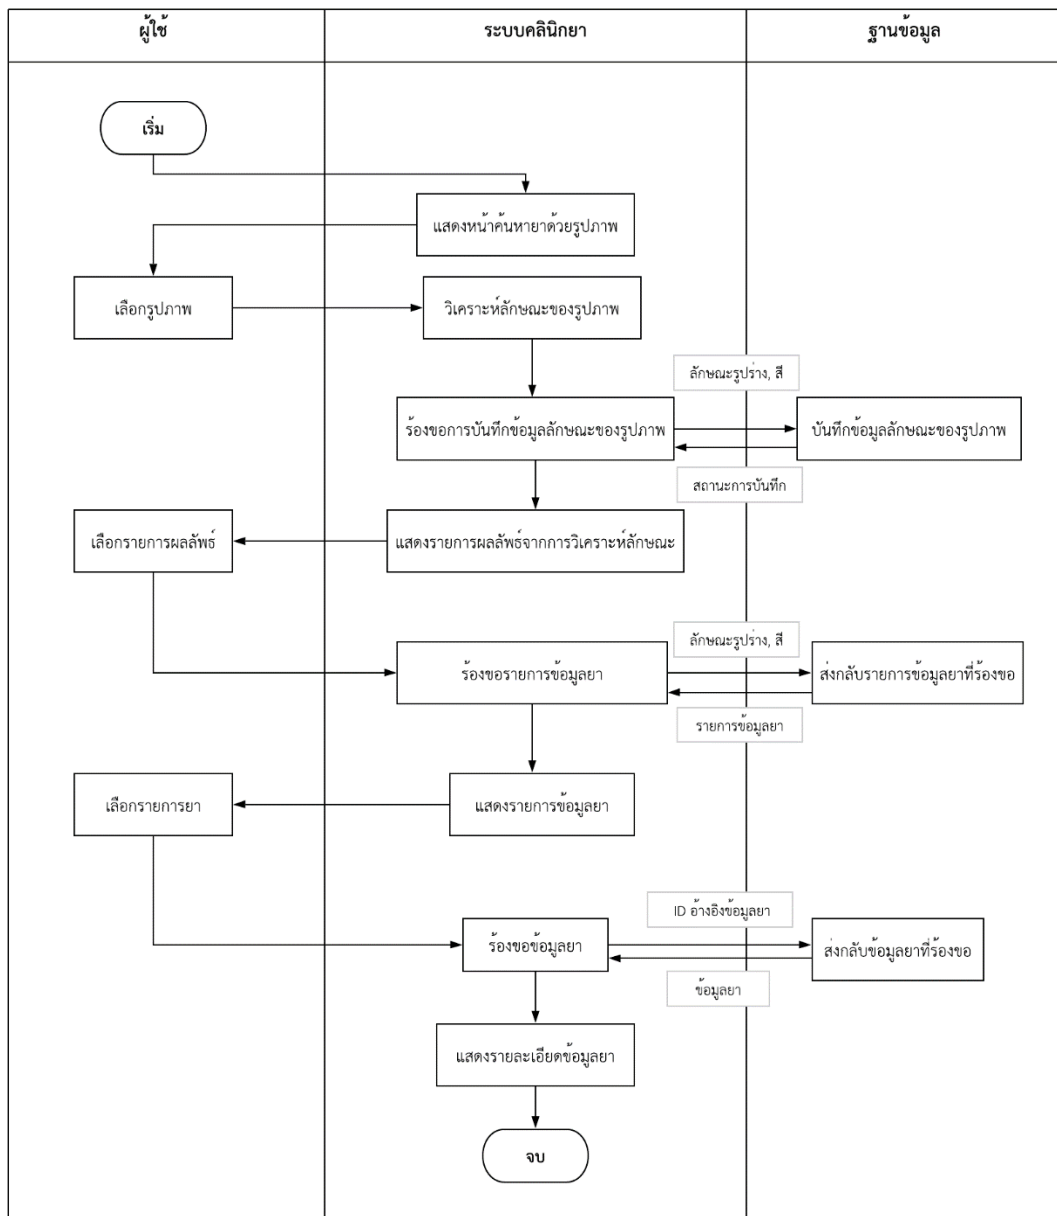 ผู้ใช้
ระบบคลินิกยา
ฐานข้อมูล
เริ่ม
แสดงหน้าค้นหายาด้วยรูปภาพ
เลือกรูปภาพ
วิเคราะห์ลักษณะของรูปภาพ
ลักษณะรูปร่าง, สี
ร้องขอการบันทึกข้อมูลลักษณะของรูปภาพ
บันทึกข้อมูลลักษณะของรูปภาพ
สถานะการบันทึก
เลือกรายการผลลัพธ์
แสดงรายการผลลัพธ์จากการวิเคราะห์ลักษณะ
ลักษณะรูปร่าง, สี
ร้องขอรายการข้อมูลยา
ส่งกลับรายการข้อมูลยาที่ร้องขอ
รายการข้อมูลยา
เลือกรายการยา
แสดงรายการข้อมูลยา
ID อ้างอิงข้อมูลยา
ร้องขอข้อมูลยา
ส่งกลับข้อมูลยาที่ร้องขอ
ข้อมูลยา
แสดงรายละเอียดข้อมูลยา
จบ